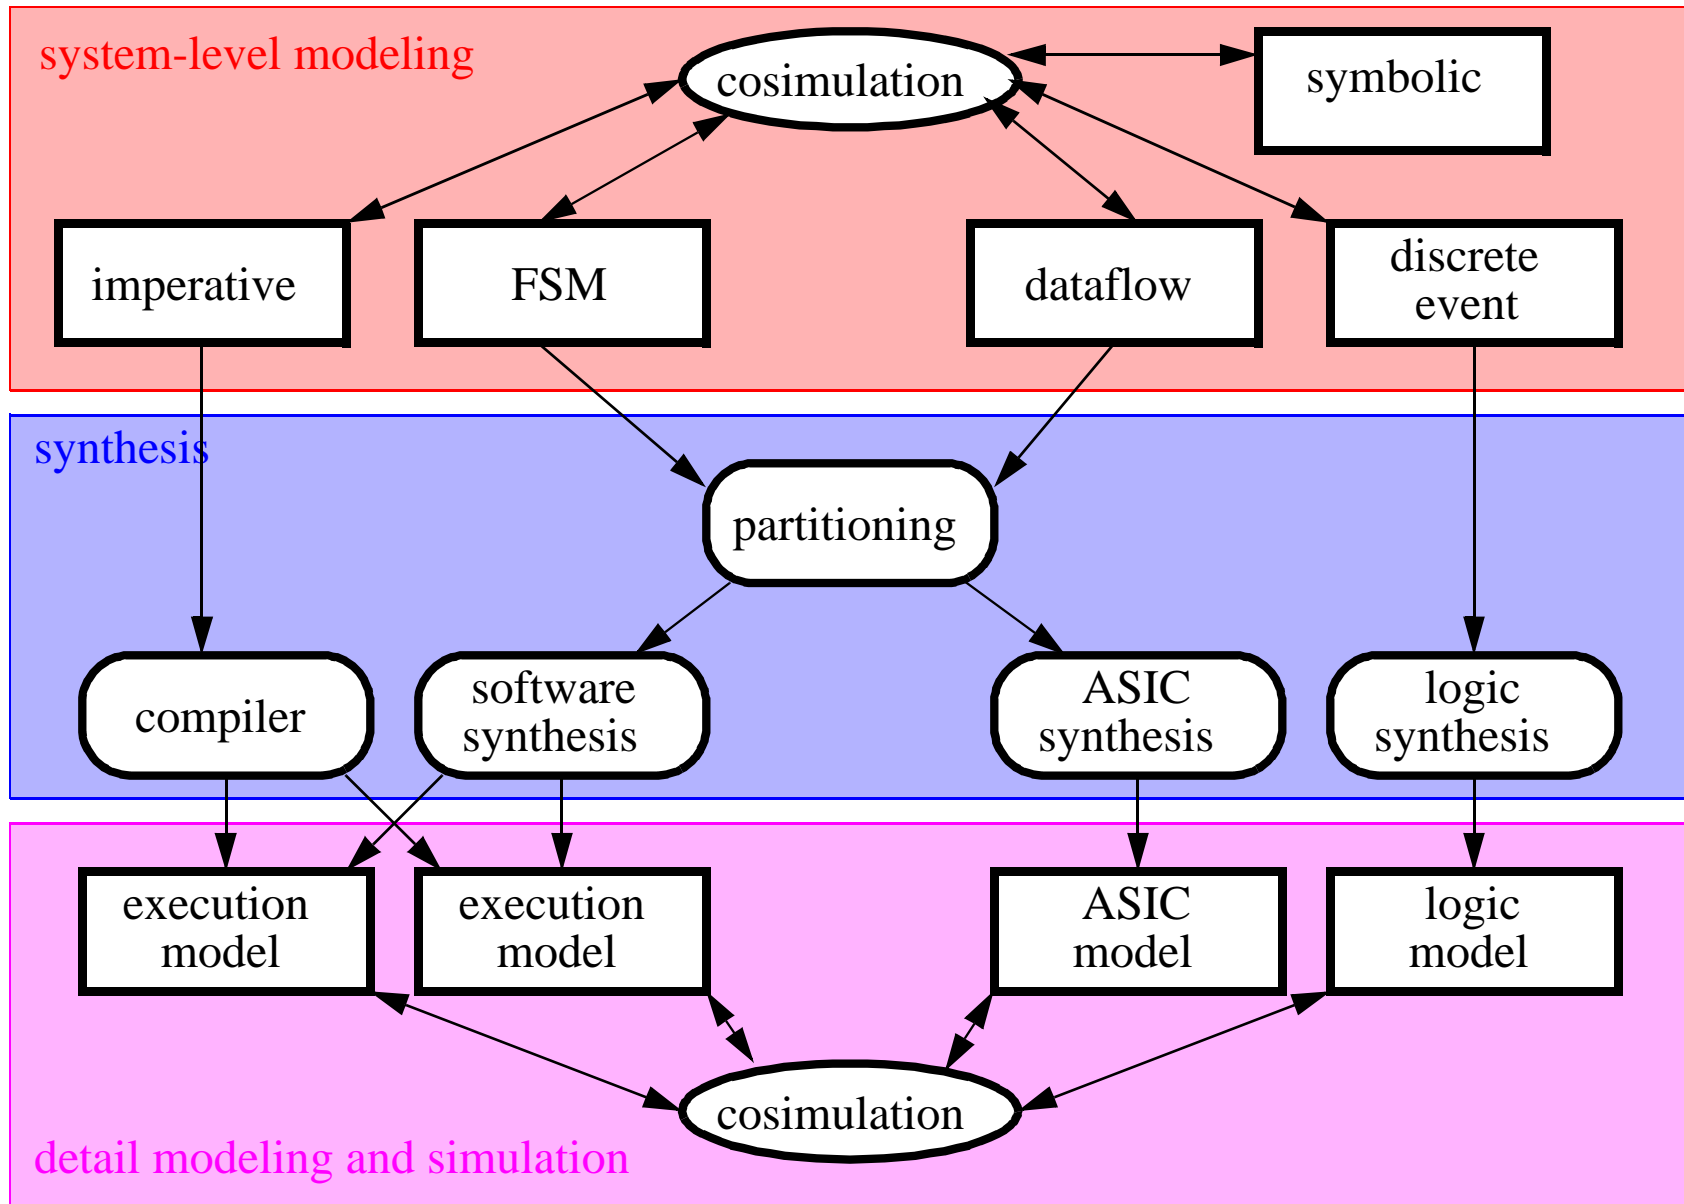 system-level modeling
cosimulation
symbolic
imperative
FSM
dataflow
discrete
event
synthesis
partitioning
compiler
software
synthesis
ASIC
synthesis
logic
synthesis
execution
model
execution
model
ASIC
model
logic
model
cosimulation
detail modeling and simulation